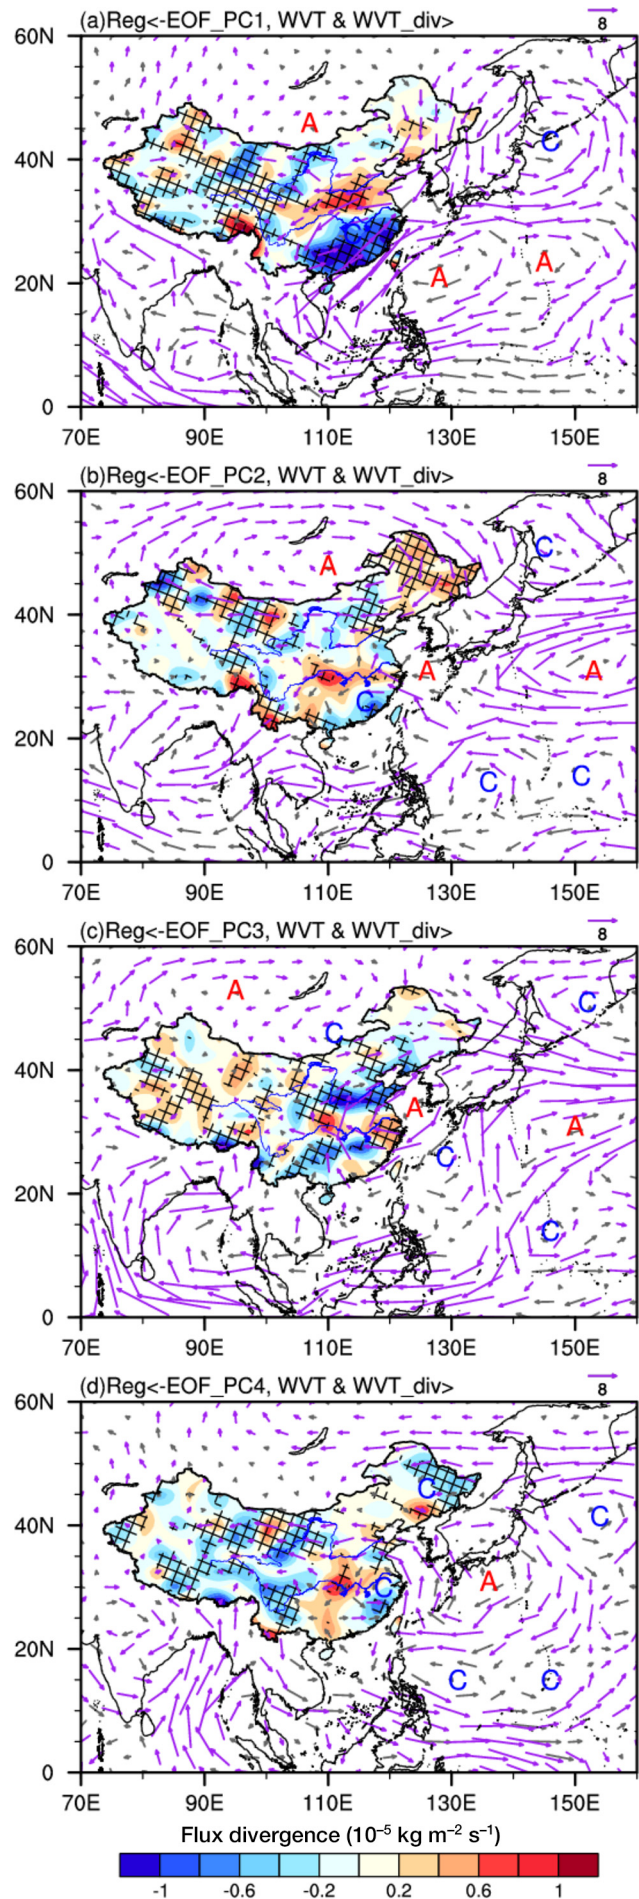 (a)Reg<-EOF_PC1, WVT & WVT_div>
8
60N
A
C
40N
C
A
A
20N
0
70E 90E 110E 130E 150E
(b)Reg<-EOF_PC2, WVT & WVT_div>
8
60N
C
A
40N
A
A
C
20N
C
C
0
70E 90E 110E 130E 150E
(c)Reg<-EOF_PC3, WVT & WVT_div>
8
60N
A
C
C
40N
A
A
C
20N
C
0
70E 90E 110E 130E 150E
(d)Reg<-EOF_PC4, WVT & WVT_div>
8
60N
C
C
40N
A
C
20N
C
C
0
70E 90E 110E 130E 150E
Flux divergence (10⁻⁵ kg m⁻² s⁻¹)
-1 -0.6 -0.2 0.2 0.6 1